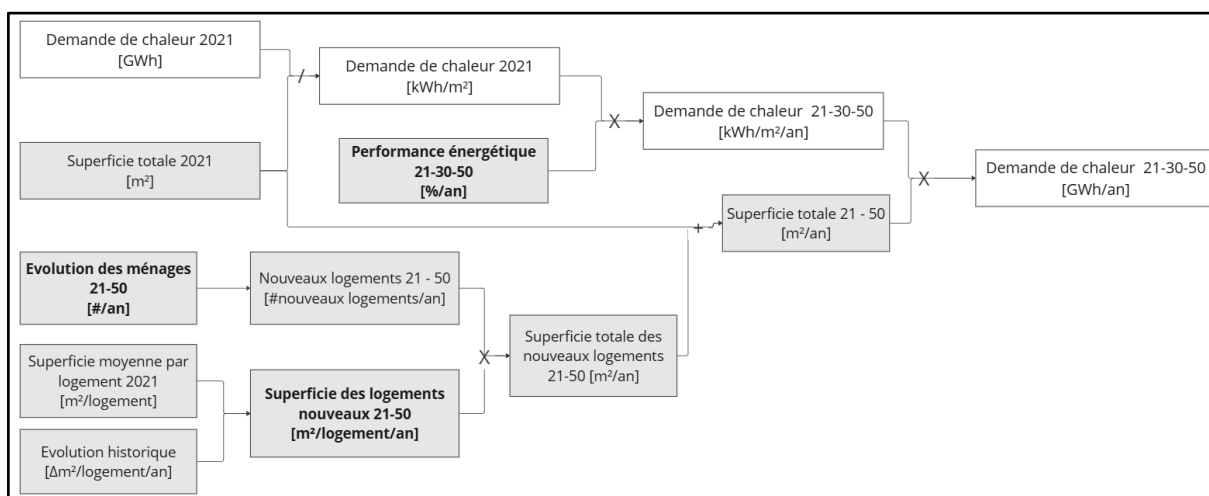 Demande de chaleur 2021
[GWh]
/
Demande de chaleur 2021
[kWh/m²]
X
Demande de chaleur  21-30-50
[kWh/m²/an]
Superficie totale 2021
[m²]
Performance énergétique
21-30-50
[%/an]
X
Demande de chaleur  21-30-50
[GWh/an]
+
Superficie totale 21 - 50
[m²/an]
Evolution des ménages
21-50
[#/an]
Nouveaux logements 21 - 50
[#nouveaux logements/an]
X
Superficie totale des
nouveaux logements
21-50 [m²/an]
Superficie moyenne par
logement 2021
[m²/logement]
Superficie des logements
nouveaux 21-50
[m²/logement/an]
Evolution historique
[Δm²/logement/an]